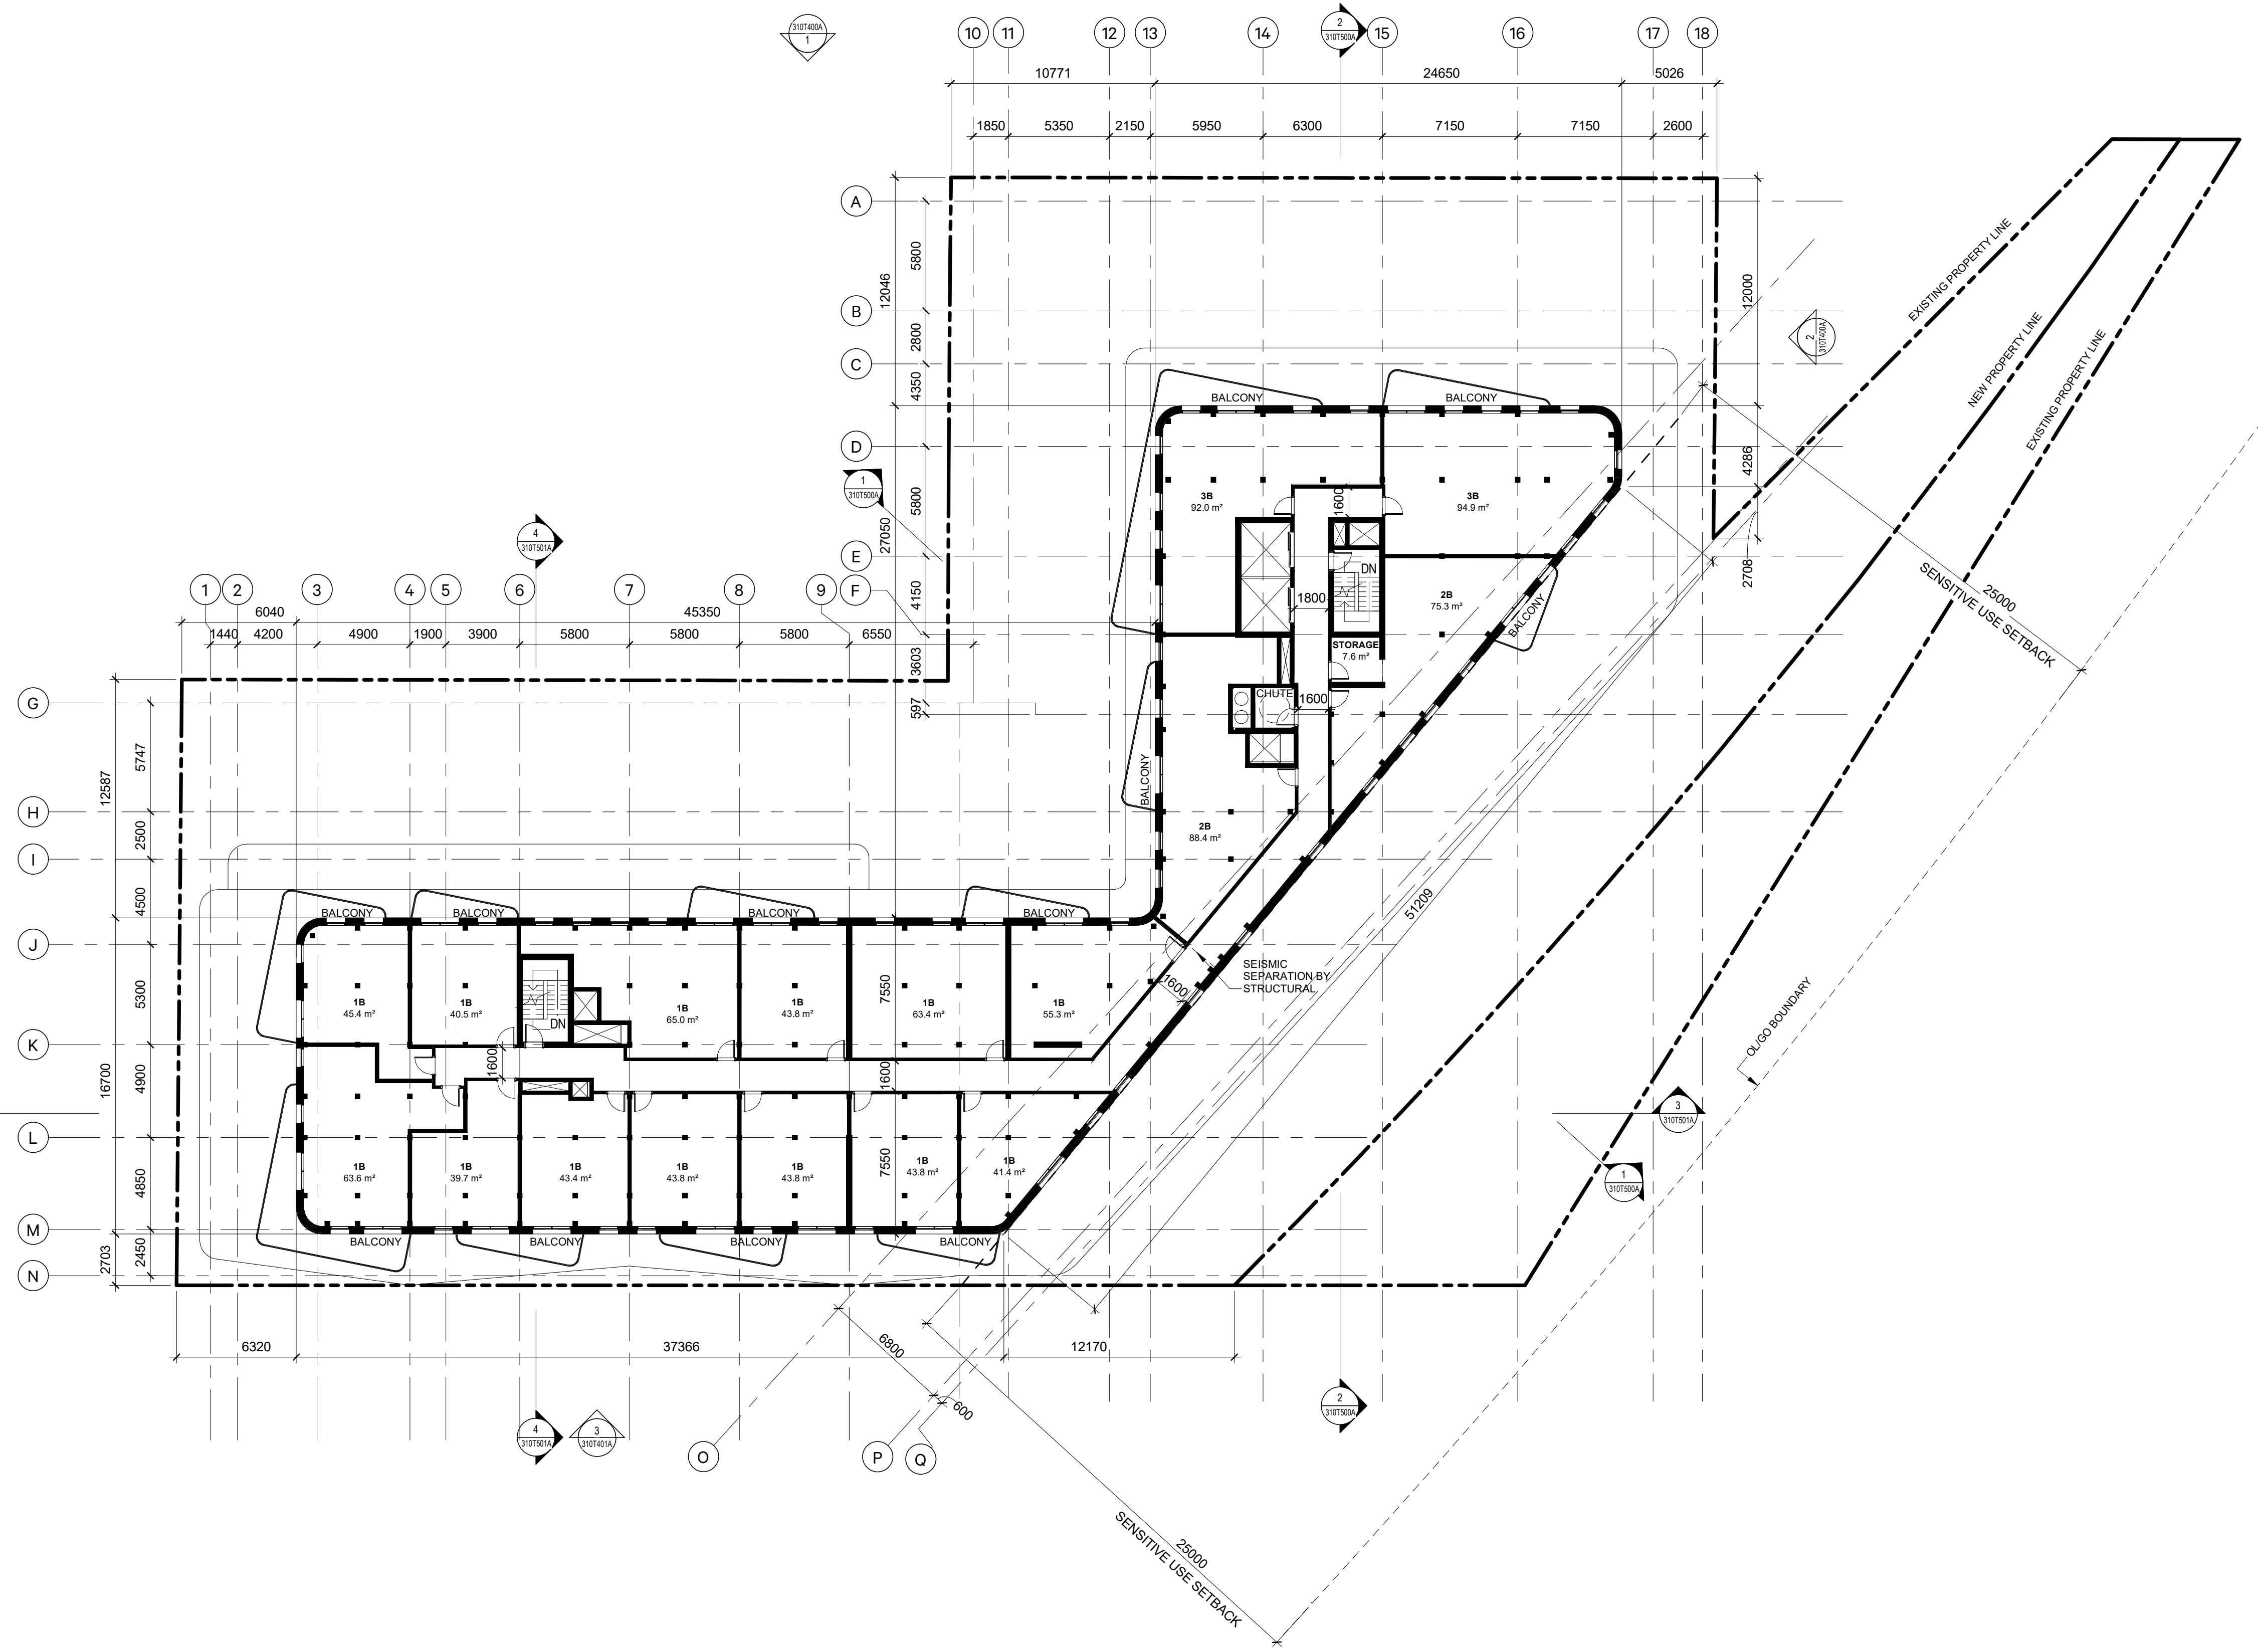 310T400A
1
10
11
12
13
14
2
310T500A
15
16
17
18
10771
24650
5026
1850
5350
2150
5950
6300
7150
7150
2600
A
B
C
D
E
F
5800
2800
4350
5800
4150
3603
597
12046
27050
12000
4286
2708
EXISTING PROPERTY LINE
NEW PROPERTY LINE
EXISTING PROPERTY LINE
2
310T400A
1
310T500A
4
310T501A
BALCONY
BALCONY
3B
92.0 m²
3B
94.9 m²
1600
DN
1800
2B
75.3 m²
BALCONY
STORAGE
7.6 m²
CHUTE
1600
BALCONY
2B
88.4 m²
25000
SENSITIVE USE SETBACK
1
2
3
4
5
6
7
8
9
6040
45350
1440
4200
4900
1900
3900
5800
5800
5800
6550
G
H
I
J
K
L
M
N
12587
16700
2703
5747
2500
4500
5300
4900
4850
2450
BALCONY
BALCONY
BALCONY
BALCONY
1B
45.4 m²
1B
40.5 m²
DN
1B
65.0 m²
1B
43.8 m²
7550
1B
63.4 m²
1B
55.3 m²
1600
SEISMIC
SEPARATION BY
STRUCTURAL
51209
1600
1600
1B
63.6 m²
1B
39.7 m²
1B
43.4 m²
1B
43.8 m²
1B
43.8 m²
7550
1B
43.8 m²
1B
41.4 m²
BALCONY
BALCONY
BALCONY
BALCONY
OL/GO BOUNDARY
3
310T501A
1
310T500A
6320
37366
12170
6800
600
4
310T501A
3
310T401A
O
P
Q
2
310T500A
25000
SENSITIVE USE SETBACK